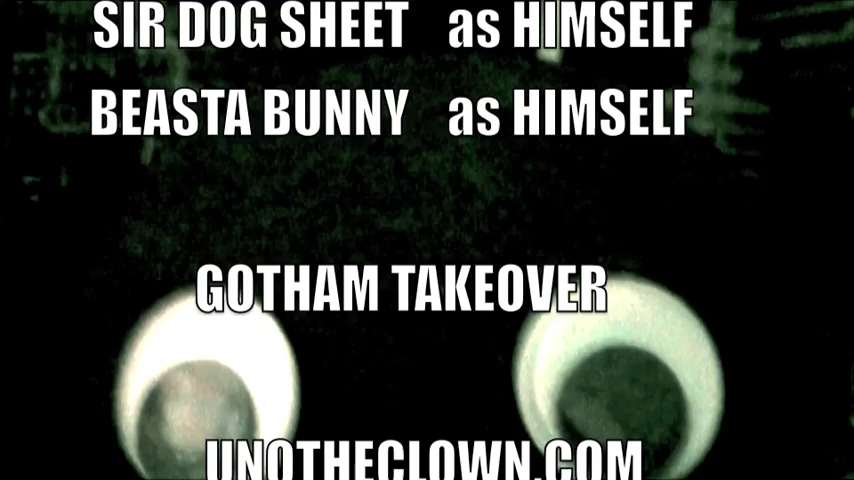 SIR DOG SHEET as HIMSELF
BEASTA BUNNY as HIMSELF
GOTHAM TAKEOVER
UNOTHECLOWN.COM